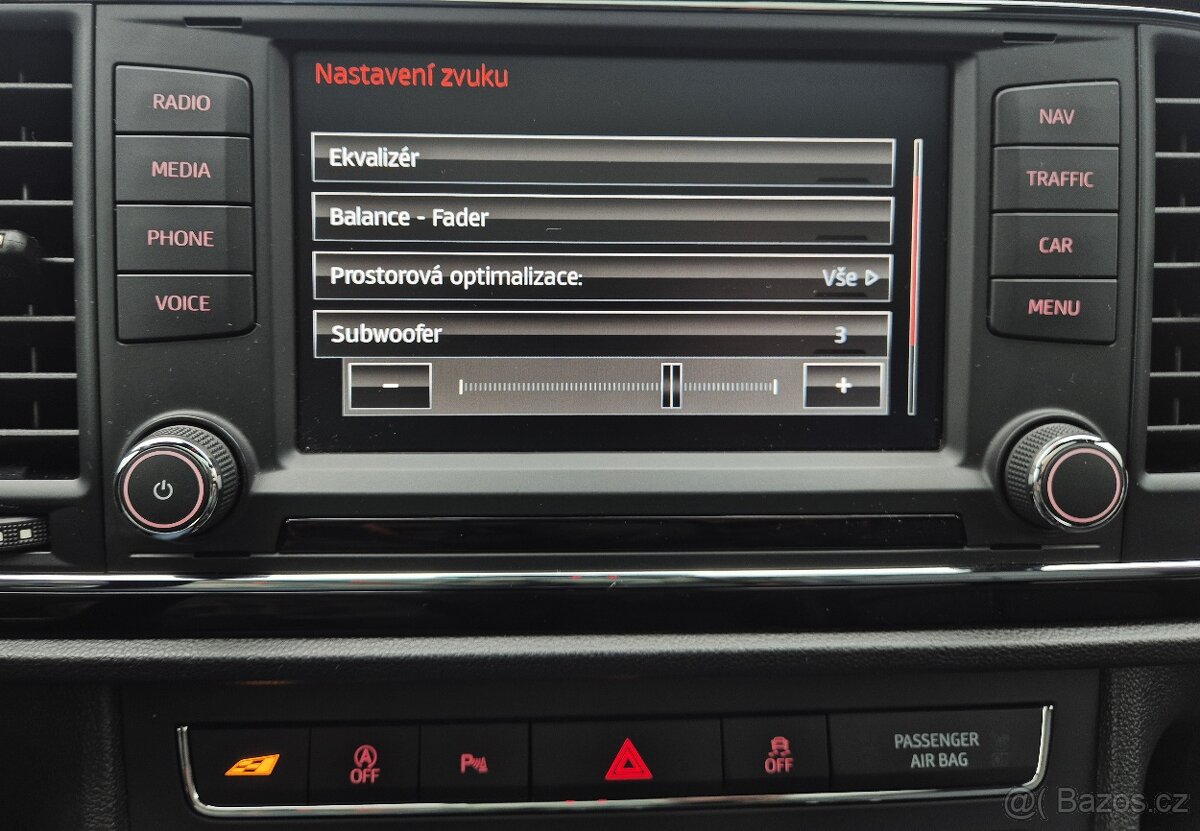 Nastavení zvuku
RADIO
MEDIA
PHONE
VOICE
Ekvalizér
Balance - Fader
Prostorová optimalizace: Vše
Subwoofer 3
- +
NAV
TRAFFIC
CAR
MENU
A
OFF
P
OFF
PASSENGER
AIR BAG
@( Bazos.cz